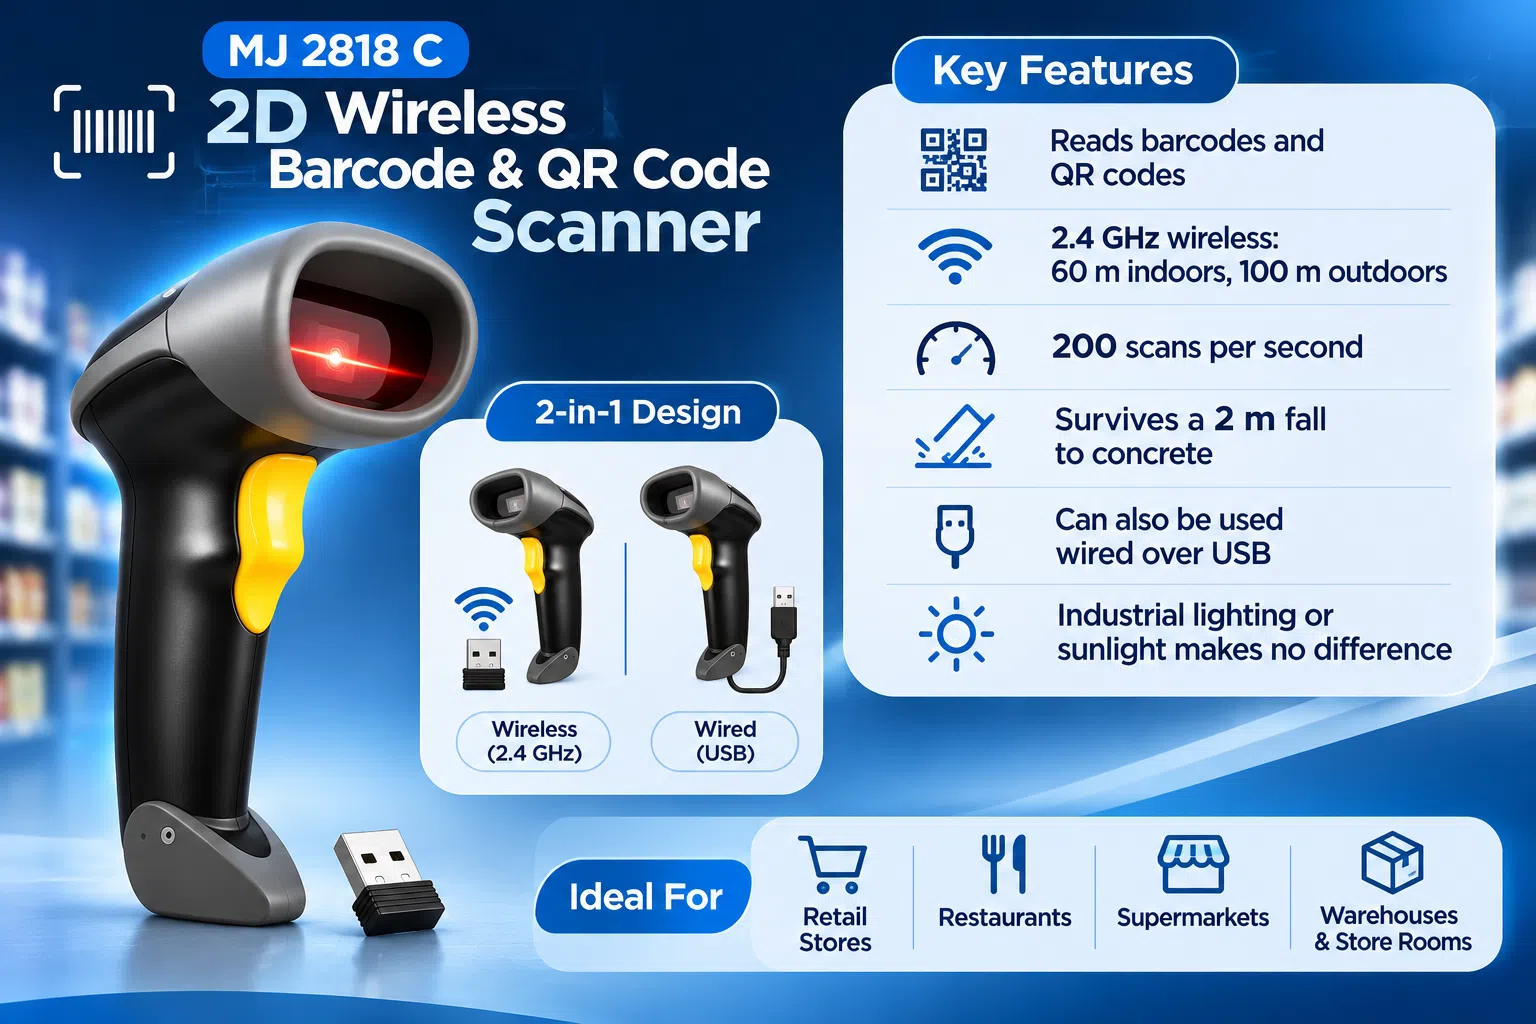 MJ 2818 C
2D Wireless
Barcode & QR Code
Scanner
2-in-1 Design
Wireless
(2.4 GHz)
Wired
(USB)
Key Features
Reads barcodes and
QR codes
2.4 GHz wireless:
60 m indoors, 100 m outdoors
200 scans per second
Survives a 2 m fall
to concrete
Can also be used
wired over USB
Industrial lighting or
sunlight makes no difference
Ideal For
Retail
Stores
Restaurants
Supermarkets
Warehouses
& Store Rooms